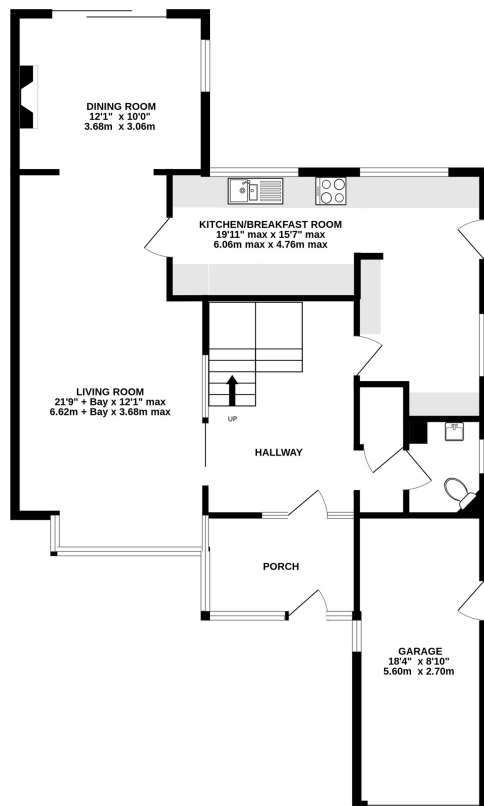 DINING ROOM
12'1" x 10'0"
3.68m x 3.06m
KITCHEN/BREAKFAST ROOM
19'11" max x 15'7" max
6.06m max x 4.76m max
LIVING ROOM
21'9" + Bay x 12'1" max
6.62m + Bay x 3.68m max
UP
HALLWAY
PORCH
GARAGE
18'4" x 8'10"
5.60m x 2.70m